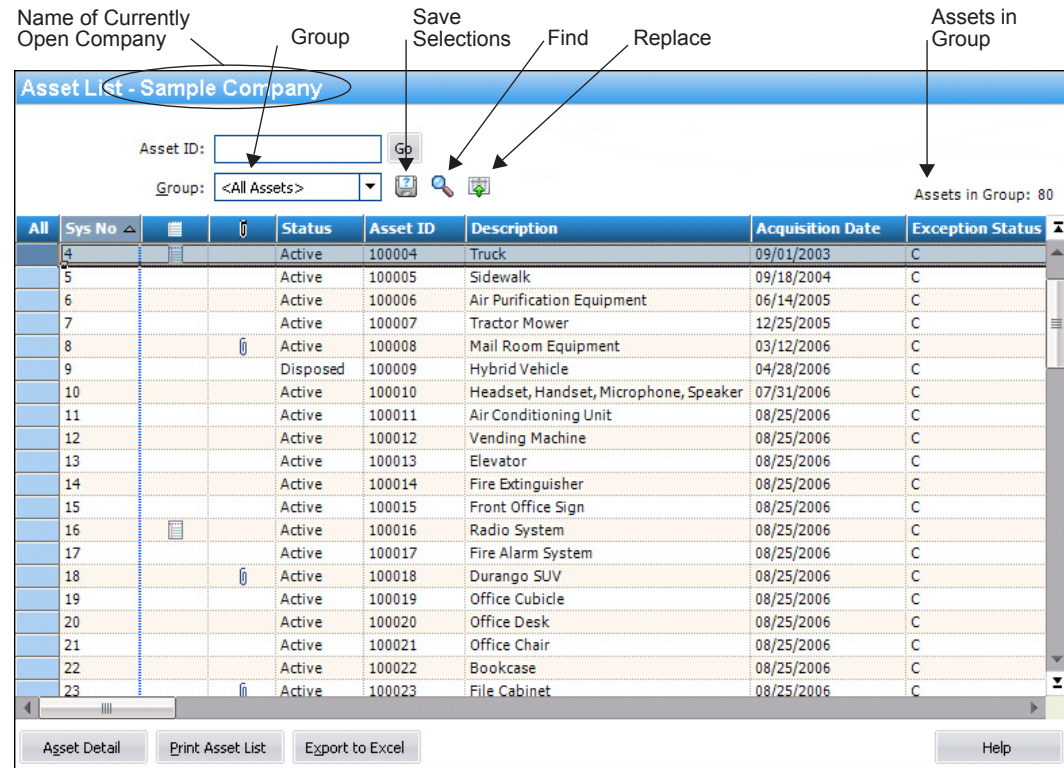 Name of Currently
Open Company
Group
Save
Selections
Find
Replace
Assets in
Group
Asset List - Sample Company
Asset ID:
Go
Group: <All Assets>
Assets in Group: 80
All Sys No Status Asset ID Description Acquisition Date Exception Status
4 Active 100004 Truck 09/01/2003 C
5 Active 100005 Sidewalk 09/18/2004 C
6 Active 100006 Air Purification Equipment 06/14/2005 C
7 Active 100007 Tractor Mower 12/25/2005 C
8 Active 100008 Mail Room Equipment 03/12/2006 C
9 Disposed 100009 Hybrid Vehicle 04/28/2006 C
10 Active 100010 Headset, Handset, Microphone, Speaker 07/31/2006 C
11 Active 100011 Air Conditioning Unit 08/25/2006 C
12 Active 100012 Vending Machine 08/25/2006 C
13 Active 100013 Elevator 08/25/2006 C
14 Active 100014 Fire Extinguisher 08/25/2006 C
15 Active 100015 Front Office Sign 08/25/2006 C
16 Active 100016 Radio System 08/25/2006 C
17 Active 100017 Fire Alarm System 08/25/2006 C
18 Active 100018 Durango SUV 08/25/2006 C
19 Active 100019 Office Cubicle 08/25/2006 C
20 Active 100020 Office Desk 08/25/2006 C
21 Active 100021 Office Chair 08/25/2006 C
22 Active 100022 Bookcase 08/25/2006 C
23 Active 100023 File Cabinet 08/25/2006 C
Asset Detail Print Asset List Export to Excel Help